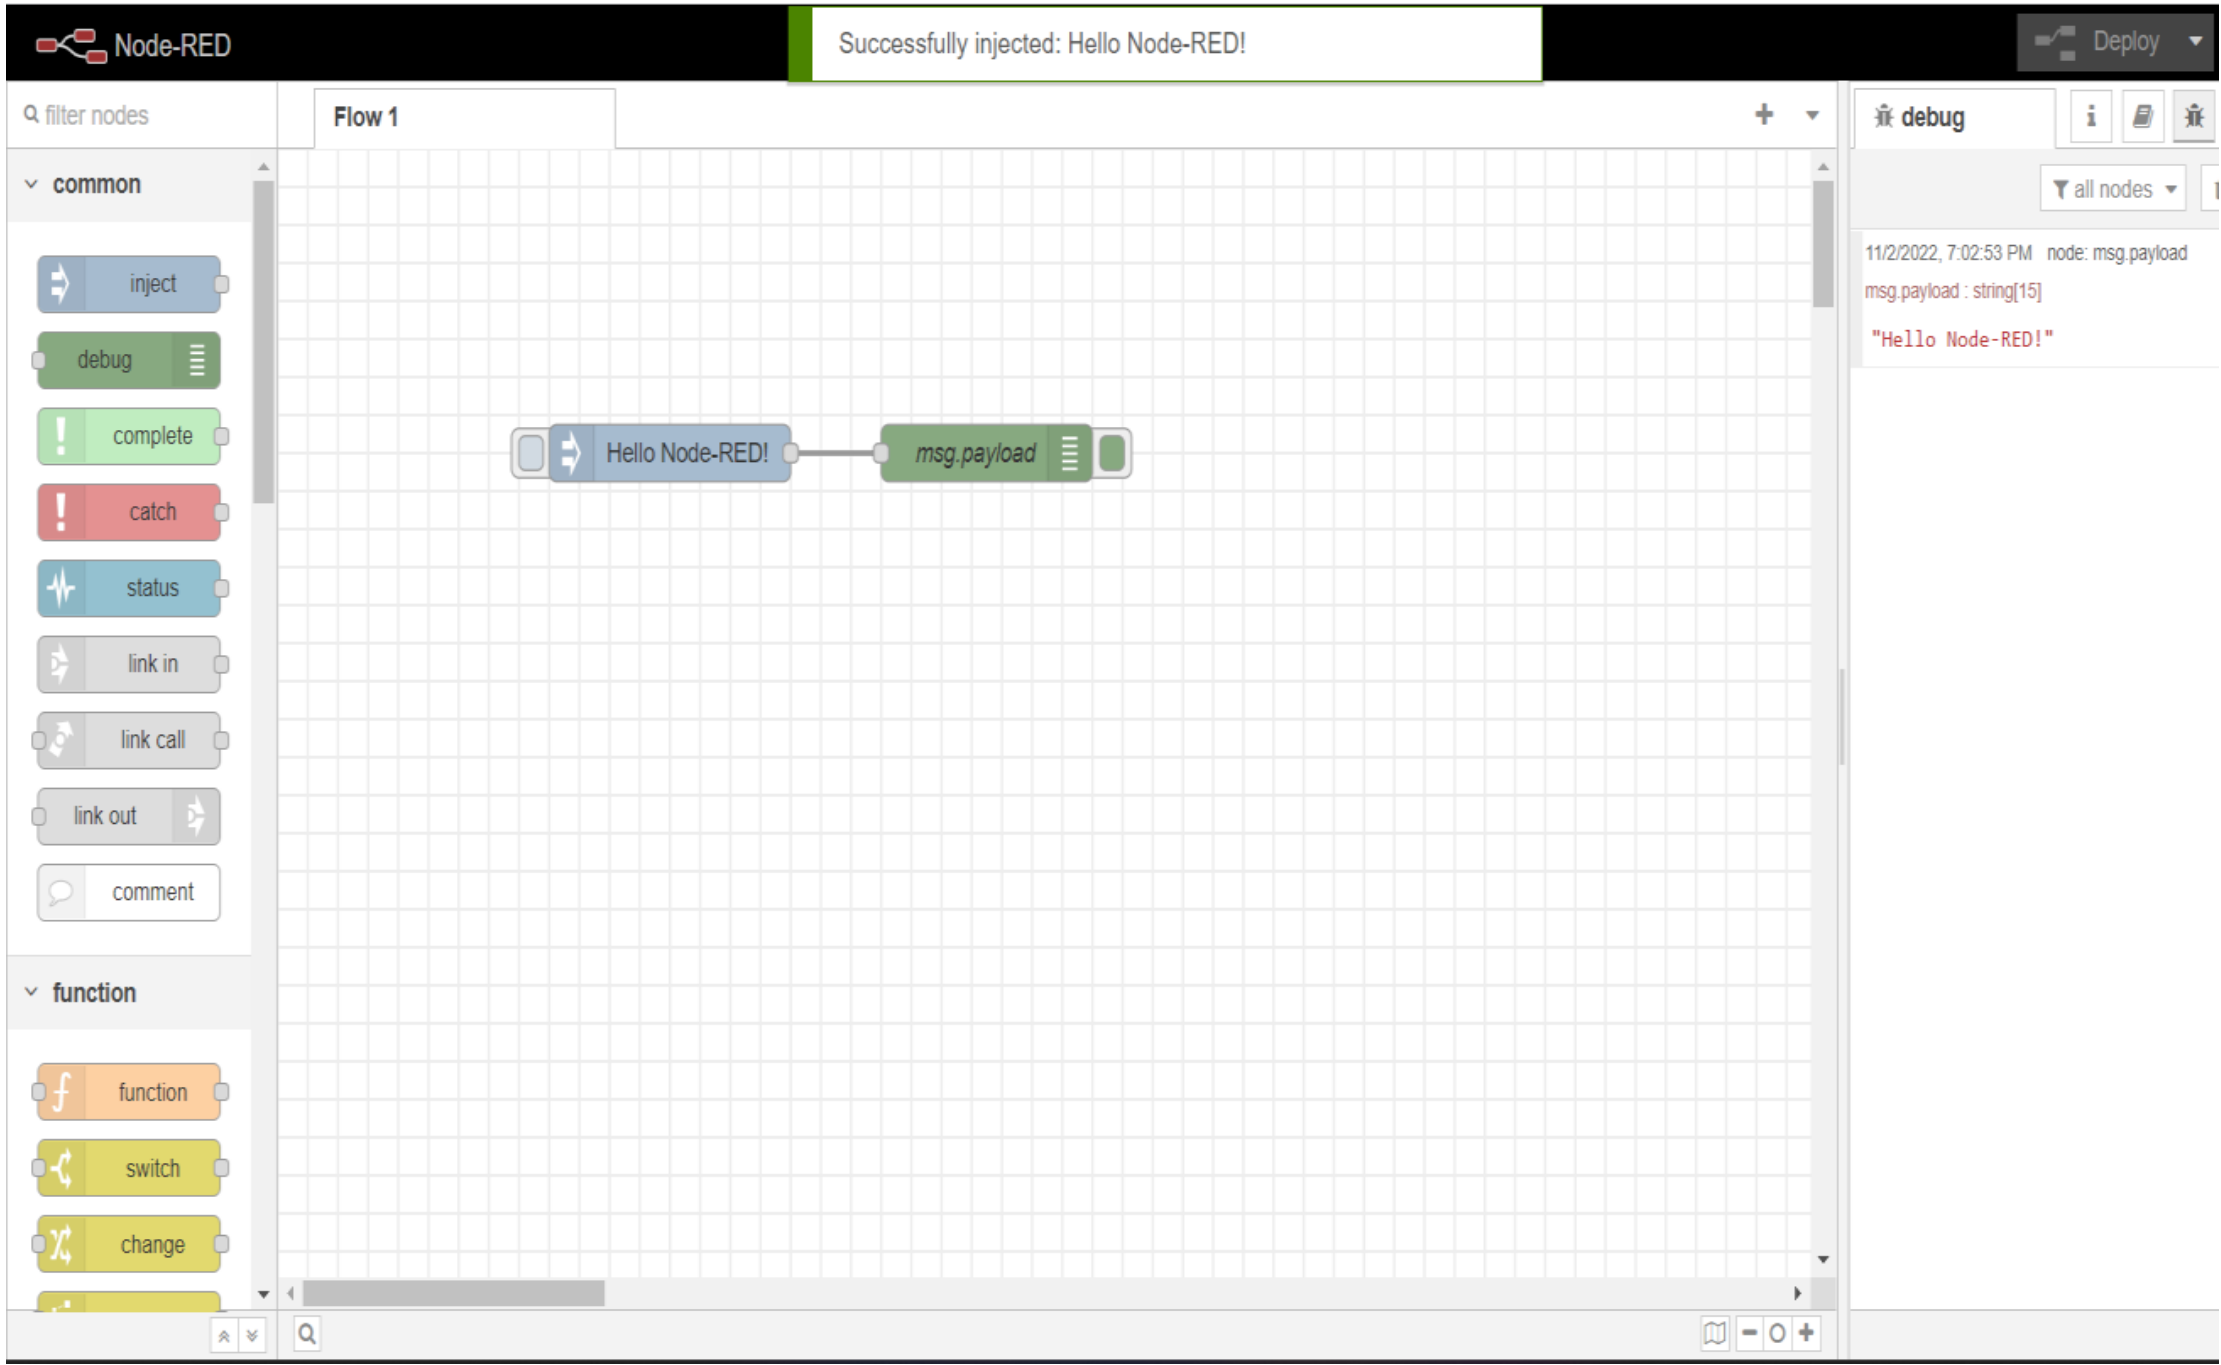 Node-RED
Successfully injected: Hello Node-RED!
Deploy
filter nodes
Flow 1
debug
i
all nodes
common
inject
debug
complete
catch
status
link in
link call
link out
comment
function
function
switch
change
Hello Node-RED!
msg.payload
11/2/2022, 7:02:53 PM node: msg.payload
msg.payload : string[15]
"Hello Node-RED!"